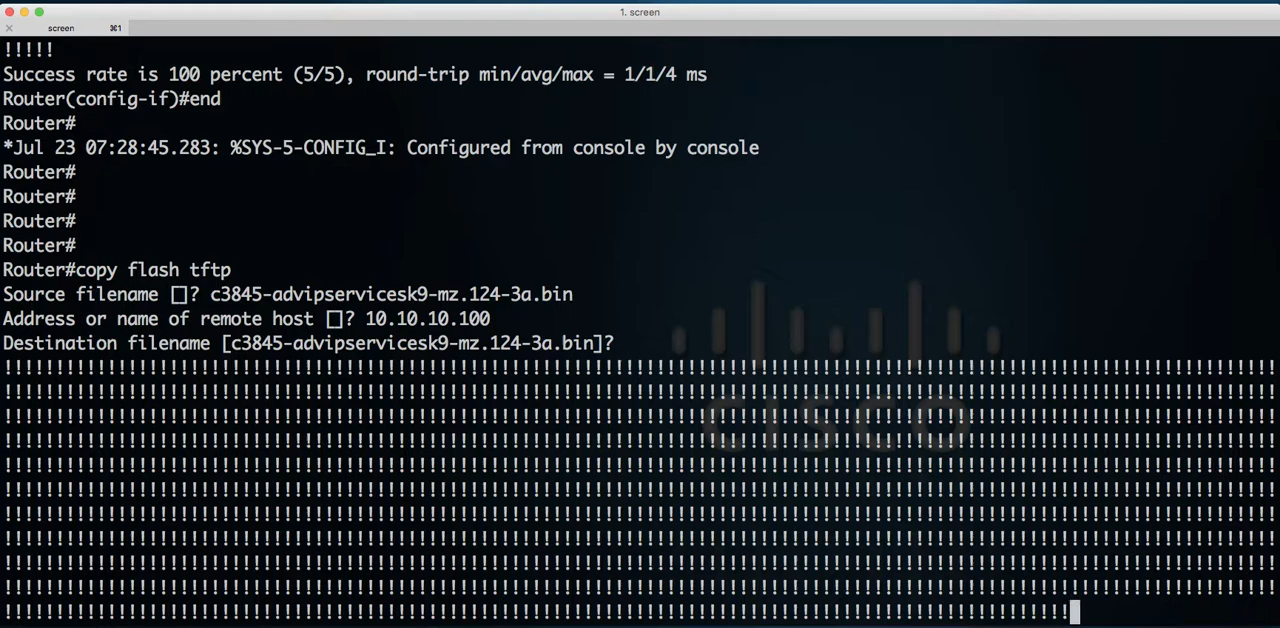 1. screen
screen ⌘1
!!!!!
Success rate is 100 percent (5/5), round-trip min/avg/max = 1/1/4 ms
Router(config-if)#end
Router#
*Jul 23 07:28:45.283: %SYS-5-CONFIG_I: Configured from console by console
Router#
Router#
Router#
Router#
Router#copy flash tftp
Source filename []? c3845-advipservicesk9-mz.124-3a.bin
Address or name of remote host []? 10.10.10.100
Destination filename [c3845-advipservicesk9-mz.124-3a.bin]?
!!!!!!!!!!!!!!!!!!!!!!!!!!!!!!!!!!!!!!!!!!!!!!!!!!!!!!!!!!!!!!!!!!!!!!!!!!!!!!!!!!!!!!!!!!!!!!!!!!!!!!!!!!!!!!!!!!!!!!!!!!!
!!!!!!!!!!!!!!!!!!!!!!!!!!!!!!!!!!!!!!!!!!!!!!!!!!!!!!!!!!!!!!!!!!!!!!!!!!!!!!!!!!!!!!!!!!!!!!!!!!!!!!!!!!!!!!!!!!!!!!!!!!!
!!!!!!!!!!!!!!!!!!!!!!!!!!!!!!!!!!!!!!!!!!!!!!!!!!!!!!!!!!!!!!!!!!!!!!!!!!!!!!!!!!!!!!!!!!!!!!!!!!!!!!!!!!!!!!!!!!!!!!!!!!!
!!!!!!!!!!!!!!!!!!!!!!!!!!!!!!!!!!!!!!!!!!!!!!!!!!!!!!!!!!!!!!!!!!!!!!!!!!!!!!!!!!!!!!!!!!!!!!!!!!!!!!!!!!!!!!!!!!!!!!!!!!!
!!!!!!!!!!!!!!!!!!!!!!!!!!!!!!!!!!!!!!!!!!!!!!!!!!!!!!!!!!!!!!!!!!!!!!!!!!!!!!!!!!!!!!!!!!!!!!!!!!!!!!!!!!!!!!!!!!!!!!!!!!!
!!!!!!!!!!!!!!!!!!!!!!!!!!!!!!!!!!!!!!!!!!!!!!!!!!!!!!!!!!!!!!!!!!!!!!!!!!!!!!!!!!!!!!!!!!!!!!!!!!!!!!!!!!!!!!!!!!!!!!!!!!!
!!!!!!!!!!!!!!!!!!!!!!!!!!!!!!!!!!!!!!!!!!!!!!!!!!!!!!!!!!!!!!!!!!!!!!!!!!!!!!!!!!!!!!!!!!!!!!!!!!!!!!!!!!!!!!!!!!!!!!!!!!!
!!!!!!!!!!!!!!!!!!!!!!!!!!!!!!!!!!!!!!!!!!!!!!!!!!!!!!!!!!!!!!!!!!!!!!!!!!!!!!!!!!!!!!!!!!!!!!!!!!!!!!!!!!!!!!!!!!!!!!!!!!!
!!!!!!!!!!!!!!!!!!!!!!!!!!!!!!!!!!!!!!!!!!!!!!!!!!!!!!!!!!!!!!!!!!!!!!!!!!!!!!!!!!!!!!!!!!!!!!!!!!!!!!!!!!!!!!!!!!!!!!!!!!!
!!!!!!!!!!!!!!!!!!!!!!!!!!!!!!!!!!!!!!!!!!!!!!!!!!!!!!!!!!!!!!!!!!!!!!!!!!!!!!!!!!!!!!!!!!!!!!!!!!!!!!!!!!!!!!!!!!!!!!!!!!!
!!!!!!!!!!!!!!!!!!!!!!!!!!!!!!!!!!!!!!!!!!!!!!!!!!!!!!!!!!!!!!!!!!!!!!!!!!!!!!!!!!!!!!!!!!!!!!!!!!!!!!!
CISCO